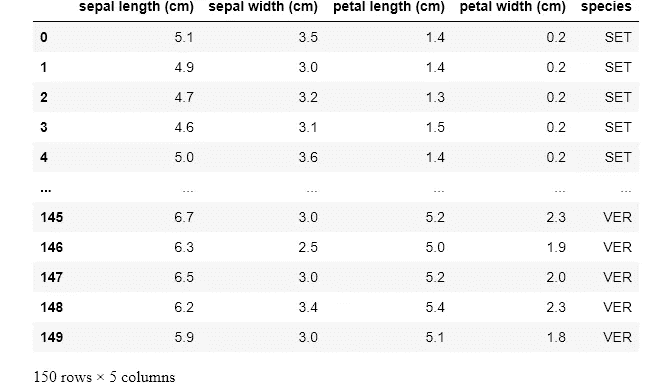 sepal length (cm) sepal width (cm) petal length (cm) petal width (cm) species
0 5.1 3.5 1.4 0.2 SET
1 4.9 3.0 1.4 0.2 SET
2 4.7 3.2 1.3 0.2 SET
3 4.6 3.1 1.5 0.2 SET
4 5.0 3.6 1.4 0.2 SET
... ... ... ... ... ...
145 6.7 3.0 5.2 2.3 VER
146 6.3 2.5 5.0 1.9 VER
147 6.5 3.0 5.2 2.0 VER
148 6.2 3.4 5.4 2.3 VER
149 5.9 3.0 5.1 1.8 VER
150 rows × 5 columns